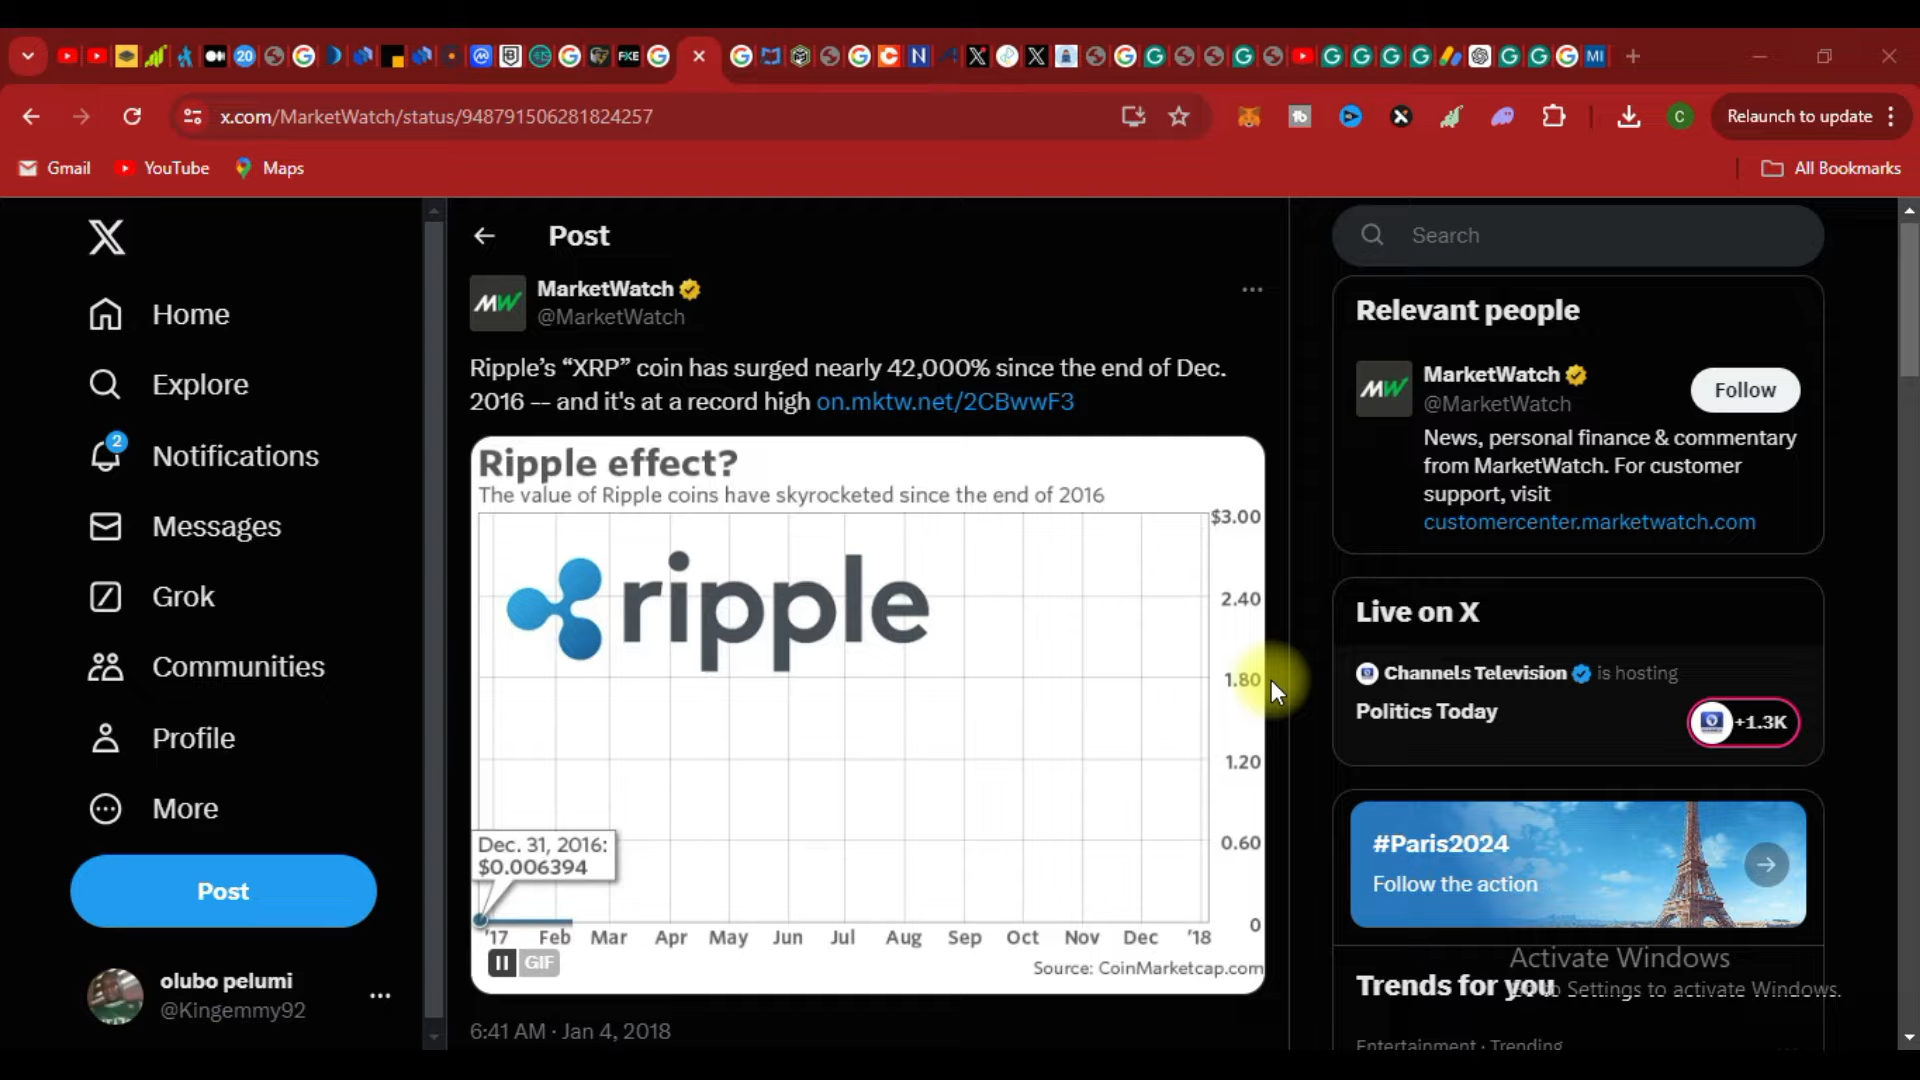 20
FXE
N
MI
x.com/MarketWatch/status/948791506281824257
C
Relaunch to update
Gmail
YouTube
Maps
All Bookmarks
Home
Explore
2
Notifications
Messages
Grok
Communities
Profile
More
Post
olubo pelumi
@Kingemmy92
Post
MW
MarketWatch
@MarketWatch
Ripple’s “XRP” coin has surged nearly 42,000% since the end of Dec.
2016 -- and it's at a record high on.mktw.net/2CBwwF3
Ripple effect?
The value of Ripple coins have skyrocketed since the end of 2016
ripple
$3.00
2.40
1.80
1.20
0.60
0
Dec. 31, 2016:
$0.006394
'17 Feb Mar Apr May Jun Jul Aug Sep Oct Nov Dec '18
GIF
Source: CoinMarketcap.com
6:41 AM · Jan 4, 2018
Search
Relevant people
MW
MarketWatch
@MarketWatch
Follow
News, personal finance & commentary
from MarketWatch. For customer
support, visit
customercenter.marketwatch.com
Live on X
Channels Television is hosting
Politics Today
+1.3K
#Paris2024
Follow the action
Activate Windows
Trends for you
Settings to activate Windows.
Entertainment · Trending